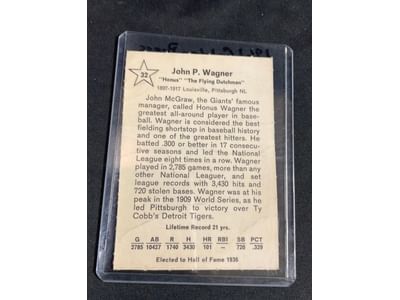 32
John P. Wagner
"Honus" "The Flying Dutchman"
1897-1917 Louisville, Pittsburgh NL
John McGraw, the Giants' famous
manager, called Honus Wagner the
greatest all-around player in base-
ball. Wagner is considered the best
fielding shortstop in baseball history
and one of the greatest hitters. He
batted .300 or better in 17 consecu-
tive seasons and led the National
League eight times in a row. Wagner
played in 2,785 games, more than any
other National Leaguer, and set
league records with 3,430 hits and
720 stolen bases. Wagner was at his
peak in the 1909 World Series, as he
led Pittsburgh to victory over Ty
Cobb's Detroit Tigers.
Lifetime Record 21 yrs.
G AB R H HR RBI SB PCT
2785 10427 1740 3430 101 — 720 .329
Elected to Hall of Fame 1936